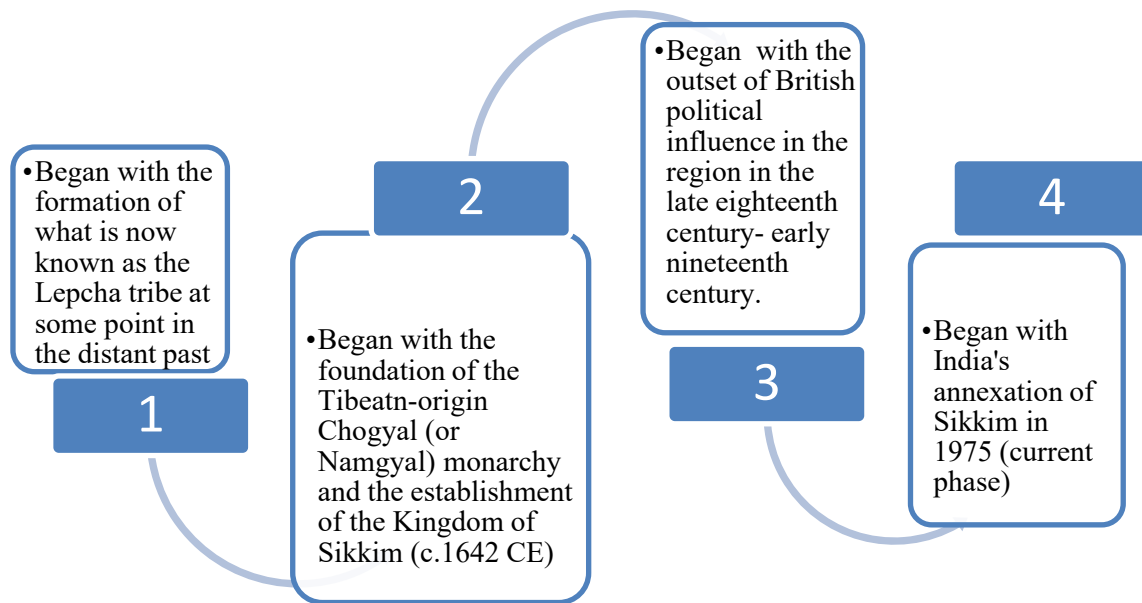 •Began with the
formation of
what is now
known as the
Lepcha tribe at
some point in
the distant past
1
2
•Began with the
foundation of the
Tibeatn-origin
Chogyal (or
Namgyal) monarchy
and the establishment
of the Kingdom of
Sikkim (c.1642 CE)
•Began with the
outset of British
political
influence in the
region in the
late eighteenth
century- early
nineteenth
century.
3
4
•Began with
India's
annexation of
Sikkim in
1975 (current
phase)